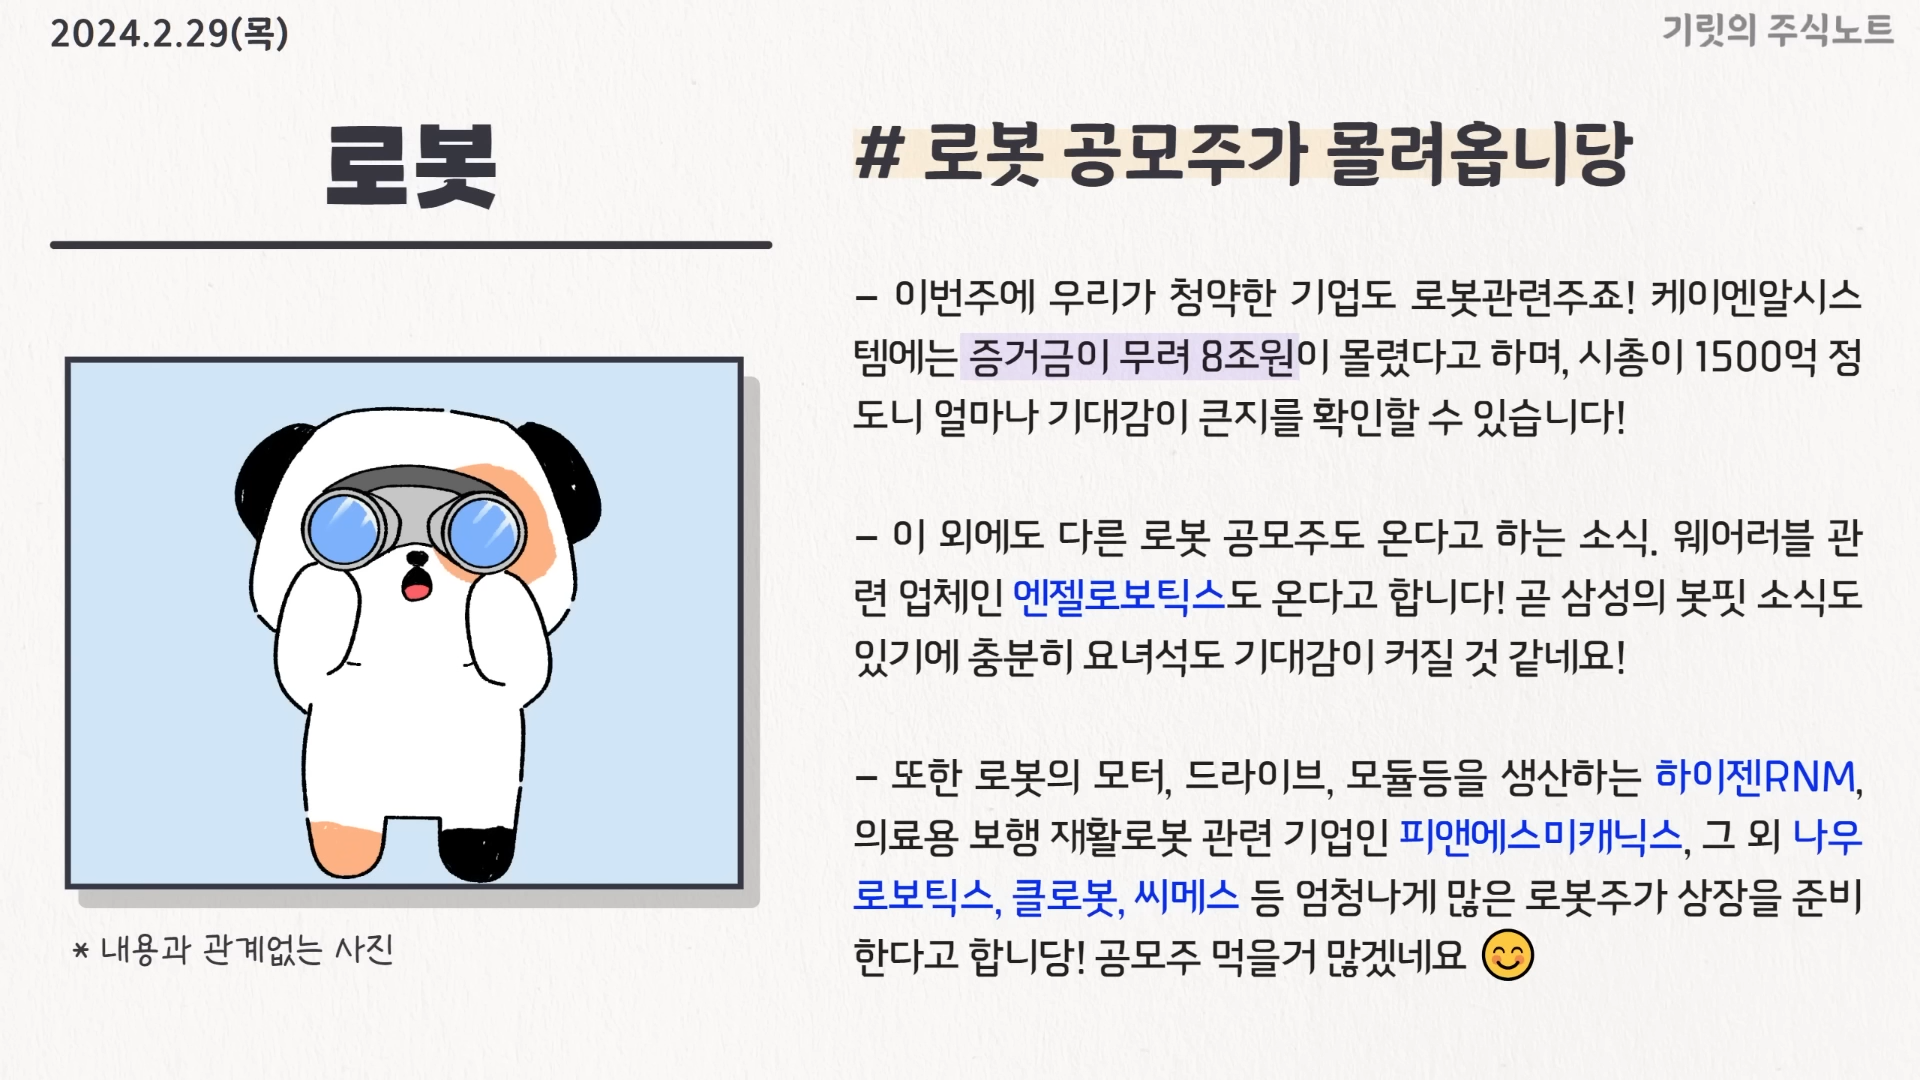 2024.2.29(목)
기릿의 주식노트
로봇
# 로봇 공모주가 몰려옵니당
– 이번주에 우리가 청약한 기업도 로봇관련주죠! 케이엔알시스
템에는 증거금이 무려 8조원이 몰렸다고 하며, 시총이 1500억 정
도니 얼마나 기대감이 큰지를 확인할 수 있습니다!
– 이 외에도 다른 로봇 공모주도 온다고 하는 소식. 웨어러블 관
련 업체인 엔젤로보틱스도 온다고 합니다! 곧 삼성의 봇핏 소식도
있기에 충분히 요녀석도 기대감이 커질 것 같네요!
– 또한 로봇의 모터, 드라이브, 모듈등을 생산하는 하이젠RNM,
의료용 보행 재활로봇 관련 기업인 피앤에스미캐닉스, 그 외 나우
로보틱스, 클로봇, 씨메스 등 엄청나게 많은 로봇주가 상장을 준비
한다고 합니당! 공모주 먹을거 많겠네요 😊
* 내용과 관계없는 사진